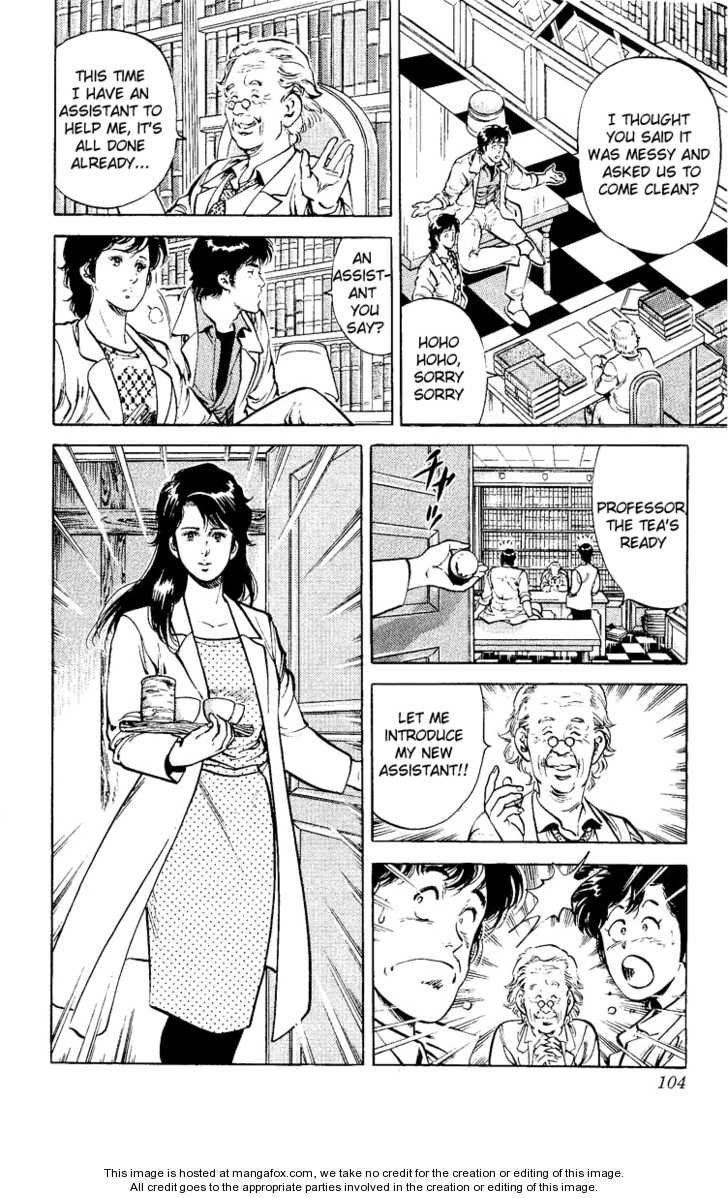 I THOUGHT
YOU SAID IT
WAS MESSY AND
ASKED US TO
COME CLEAN?
HOHO
HOHO,
SORRY
SORRY
THIS TIME
I HAVE AN
ASSISTANT TO
HELP ME, IT'S
ALL DONE
ALREADY...
AN
ASSIST-
ANT YOU
SAY?
チャッ
PROFESSOR,
THE TEA'S
READY
LET ME
INTRODUCE
MY NEW
ASSISTANT!!
104
This image is hosted at mangafox.com, we take no credit for the creation or editing of this image.
All credit goes to the appropriate parties involved in the creation or editing of this image.